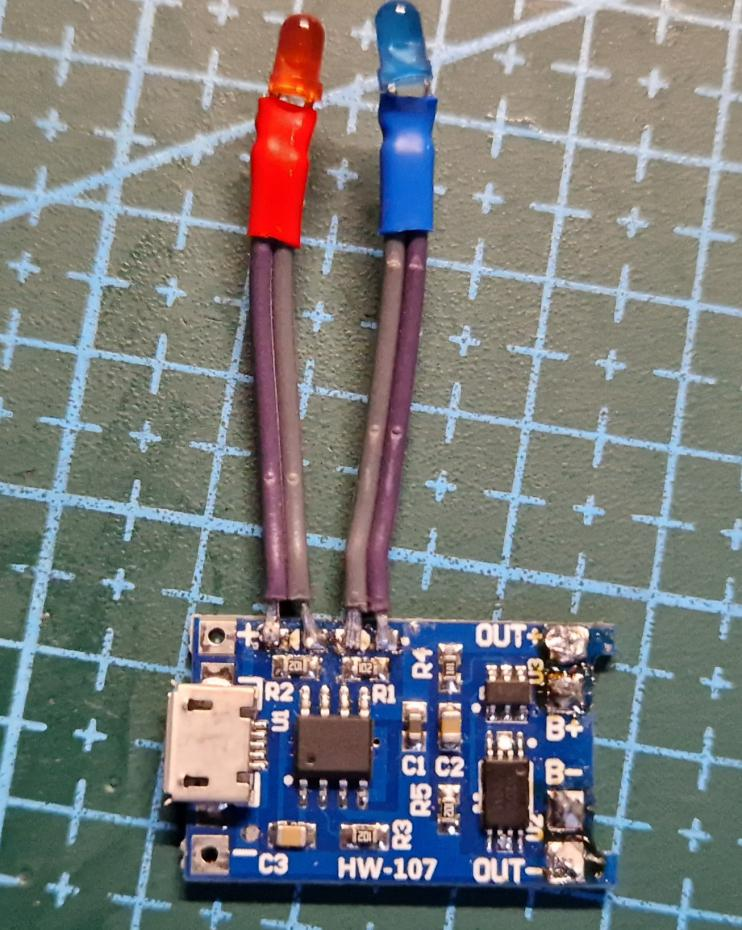 +
OUT+
R4
U3
R2
R1
U1
B+
C1
C2
B-
R5
U2
R3
C3
HW-107
OUT-
-